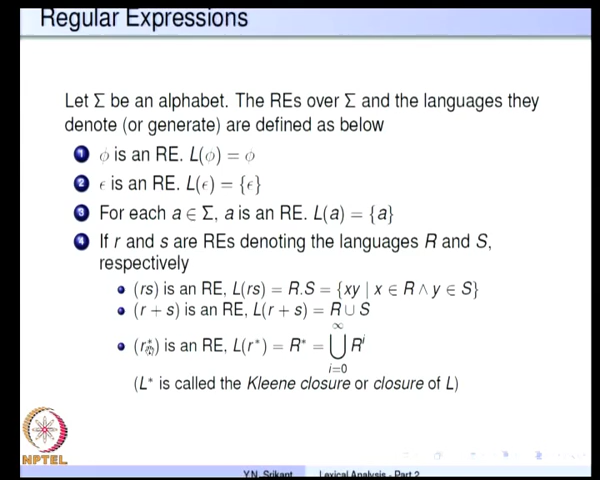 Regular Expressions
Let Σ be an alphabet. The REs over Σ and the languages they
denote (or generate) are defined as below
1 ϕ is an RE. L(ϕ) = ϕ
2 ϵ is an RE. L(ϵ) = {ϵ}
3 For each a ∈ Σ, a is an RE. L(a) = {a}
4 If r and s are REs denoting the languages R and S,
respectively
• (rs) is an RE, L(rs) = R.S = {xy | x ∈ R ∧ y ∈ S}
• (r + s) is an RE, L(r + s) = R ∪ S
• (r*) is an RE, L(r*) = R* = ⋃_{i=0}^{∞} Rⁱ
(L* is called the Kleene closure or closure of L)
NPTEL
Y.N. Srikant Lexical Analysis - Part 2